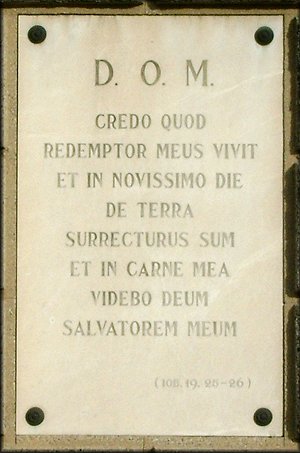 D. O. M.
CREDO QUOD
REDEMPTOR MEUS VIVIT
ET IN NOVISSIMO DIE
DE TERRA
SURRECTURUS SUM
ET IN CARNE MEA
VIDEBO DEUM
SALVATOREM MEUM
(IOB. 19. 25-26)